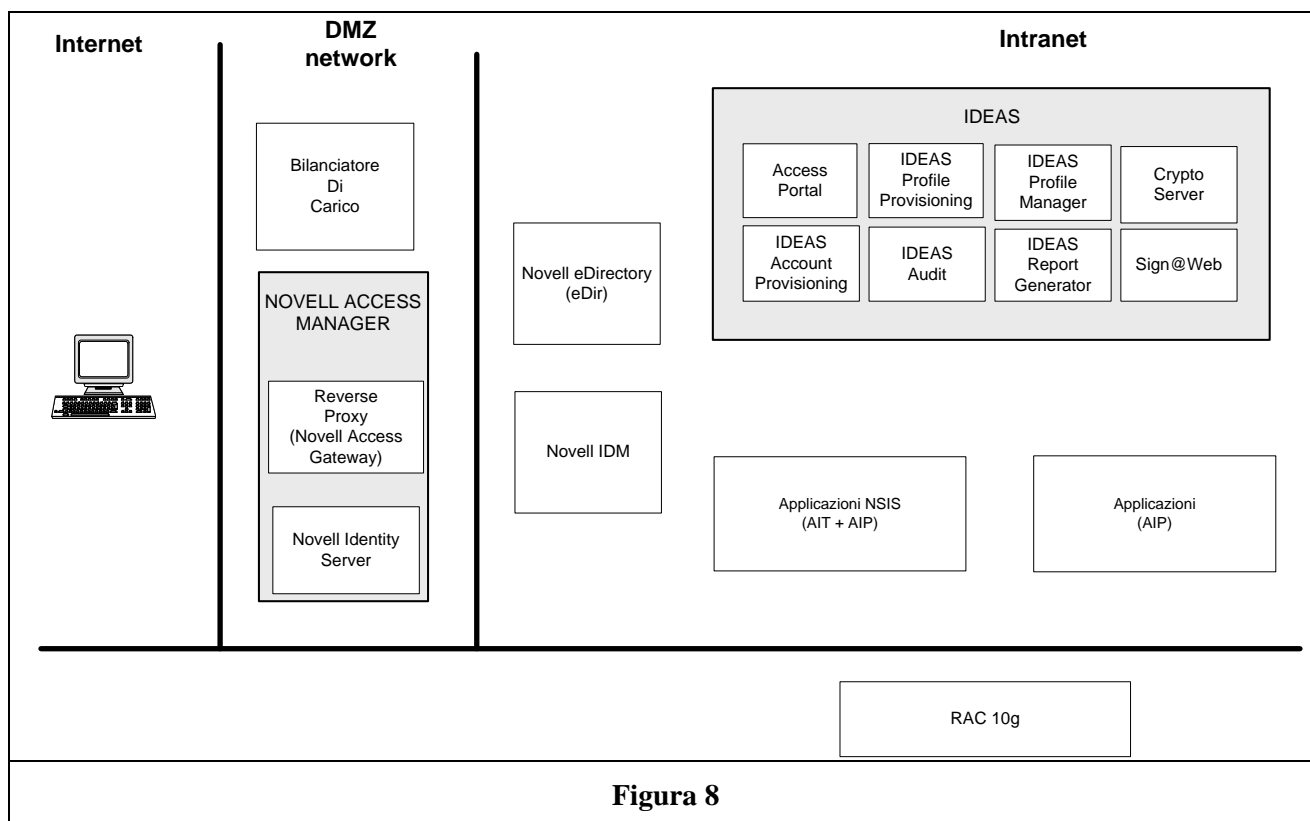 Internet
DMZ
network
Intranet
Bilanciatore
Di
Carico
NOVELL ACCESS
MANAGER
Reverse
Proxy
(Novell Access
Gateway)
Novell Identity
Server
Novell eDirectory
(eDir)
Novell IDM
IDEAS
Access
Portal
IDEAS
Profile
Provisioning
IDEAS
Profile
Manager
Crypto
Server
IDEAS
Account
Provisioning
IDEAS
Audit
IDEAS
Report
Generator
Sign@Web
Applicazioni NSIS
(AIT + AIP)
Applicazioni
(AIP)
RAC 10g
Figura 8